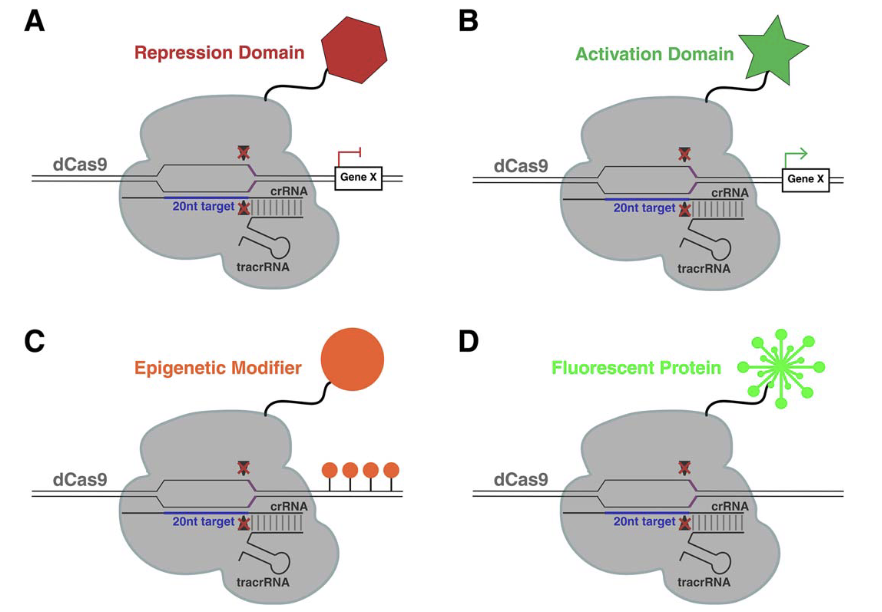 A
Repression Domain
dCas9
Gene X
crRNA
20nt target
tracrRNA
B
Activation Domain
dCas9
Gene X
crRNA
20nt target
tracrRNA
C
Epigenetic Modifier
dCas9
crRNA
20nt target
tracrRNA
D
Fluorescent Protein
dCas9
crRNA
20nt target
tracrRNA